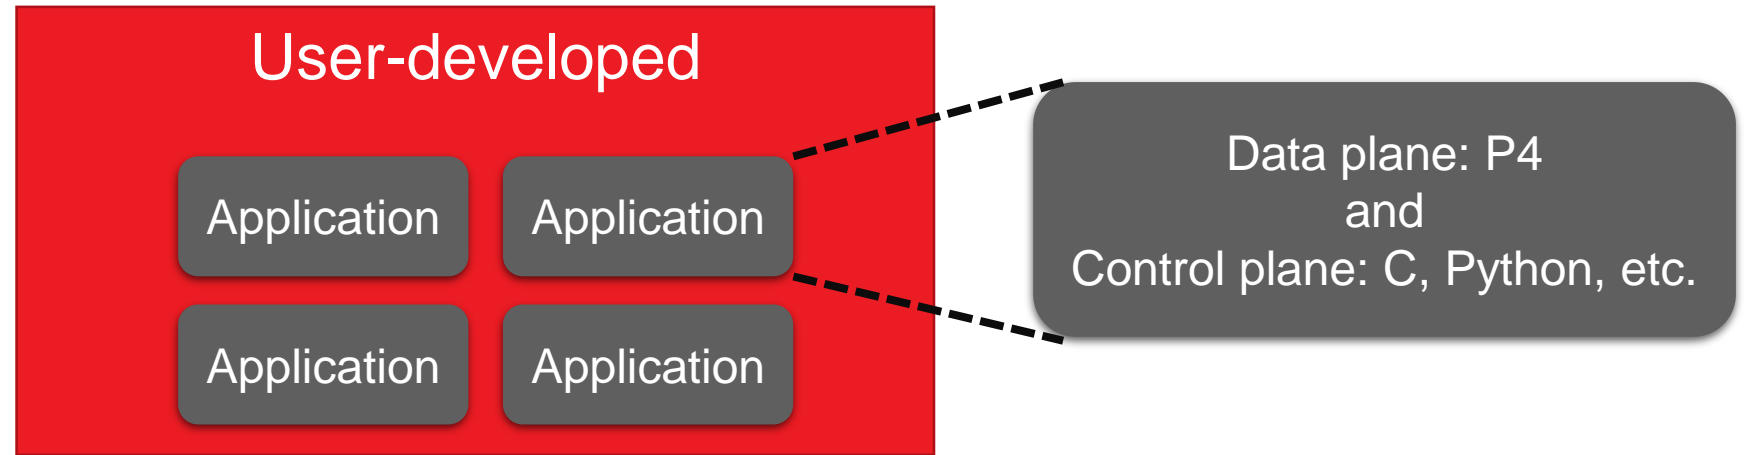 User-developed
Application
Application
Application
Application
Data plane: P4
and
Control plane: C, Python, etc.